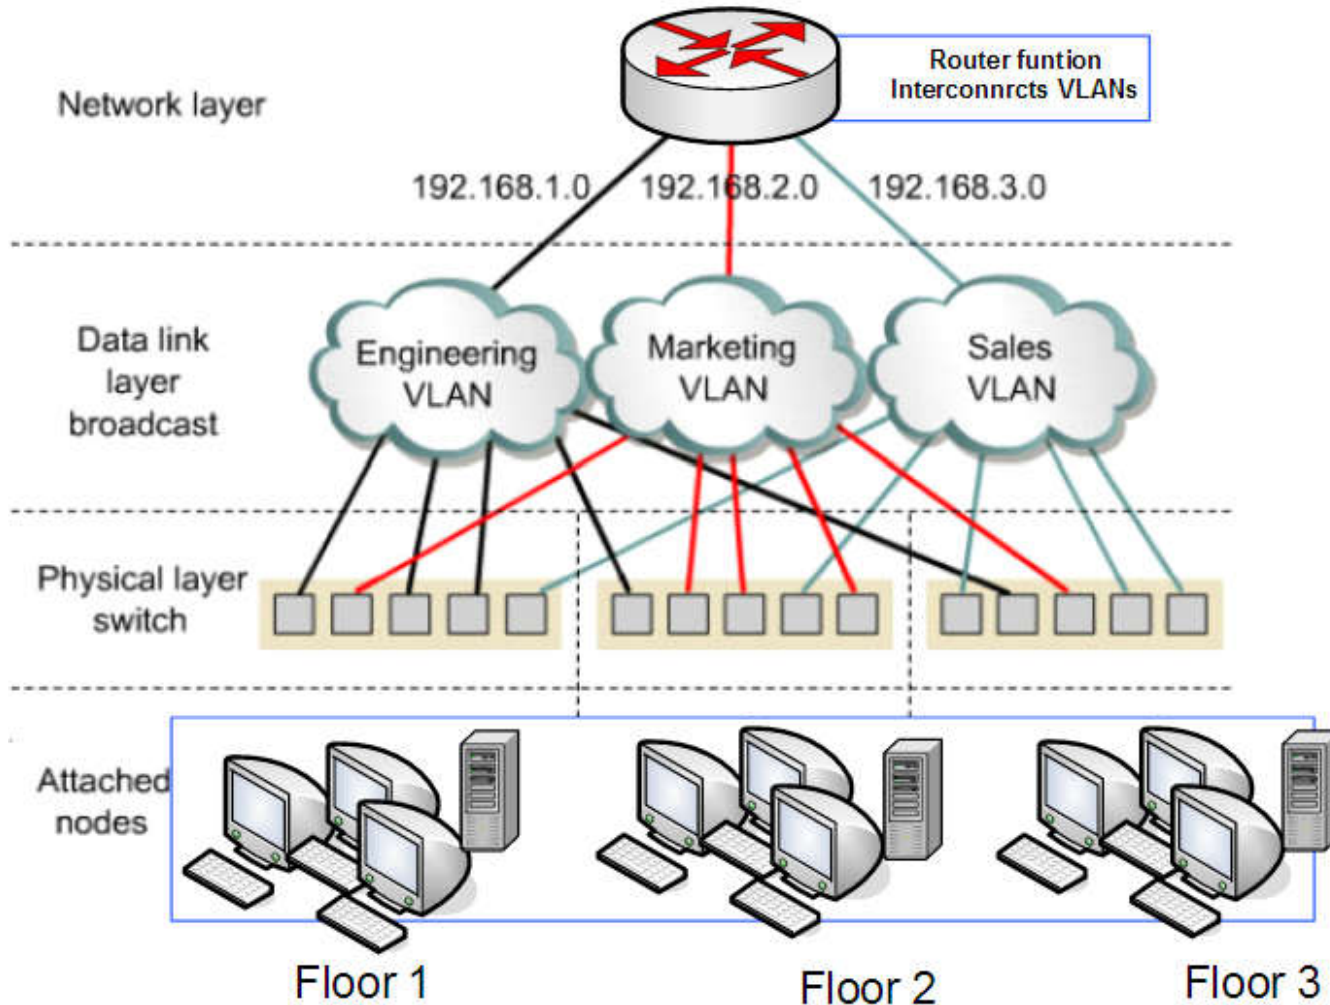 Router funtion
Interconnrcts VLANs
Network layer
192.168.1.0
192.168.2.0
192.168.3.0
Data link
layer
broadcast
Engineering
VLAN
Marketing
VLAN
Sales
VLAN
Physical layer
switch
Attached
nodes
Floor 1
Floor 2
Floor 3